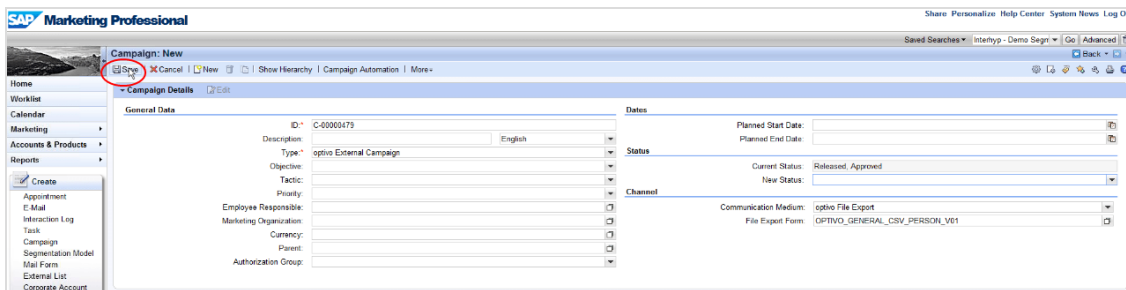 Share Personalize Help Center System News Log O
SAP Marketing Professional
Saved Searches Interhyp - Demo Segm Go Advanced
Campaign: New
Back
Save Cancel New Show Hierarchy Campaign Automation More
Home
Worklist
Calendar
Marketing
Accounts & Products
Reports
Create
Appointment
E-Mail
Interaction Log
Task
Campaign
Segmentation Model
Mail Form
External List
Corporate Account
Campaign Details Edit
General Data
ID:* C-00000479
Description: English
Type:* optivo External Campaign
Objective:
Tactic:
Priority:
Employee Responsible:
Marketing Organization:
Currency:
Parent:
Authorization Group:
Dates
Planned Start Date:
Planned End Date:
Status
Current Status: Released, Approved
New Status:
Channel
Communication Medium: optivo File Export
File Export Form: OPTIVO_GENERAL_CSV_PERSON_V01